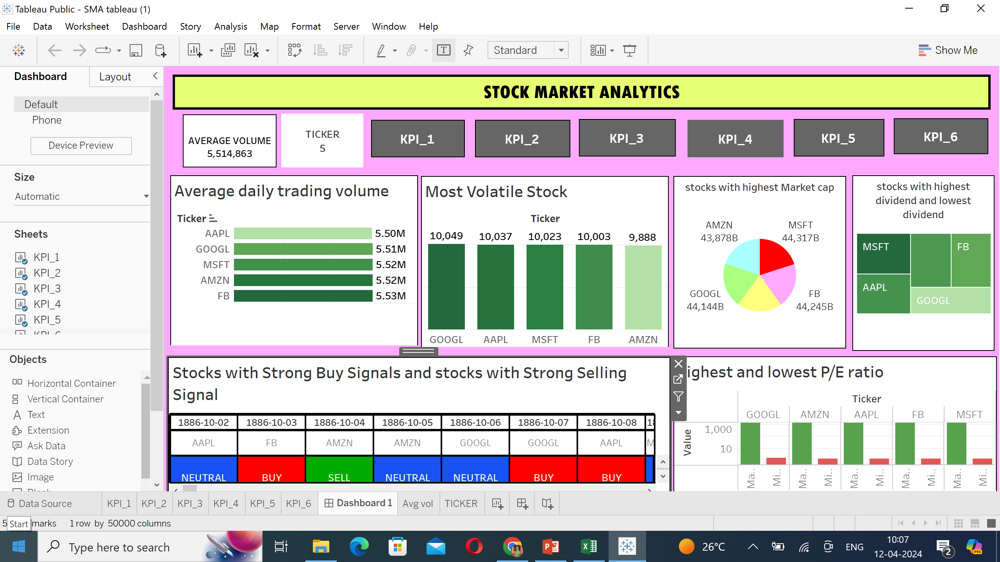 Tableau Public - SMA tableau (1)
File Data Worksheet Dashboard Story Analysis Map Format Server Window Help
Standard
Show Me
Dashboard
Layout
Default
Phone
Device Preview
Size
Automatic
Sheets
KPI_1
KPI_2
KPI_3
KPI_4
KPI_5
Objects
Horizontal Container
Vertical Container
Text
Extension
Ask Data
Data Story
Image
STOCK MARKET ANALYTICS
AVERAGE VOLUME
5,514,863
TICKER
5
KPI_1
KPI_2
KPI_3
KPI_4
KPI_5
KPI_6
Average daily trading volume
Ticker
AAPL 5.50M
GOOGL 5.51M
MSFT 5.52M
AMZN 5.52M
FB 5.53M
Most Volatile Stock
Ticker
10,049 10,037 10,023 10,003 9,888
GOOGL AAPL MSFT FB AMZN
stocks with highest Market cap
AMZN
43,878B
MSFT
44,317B
GOOGL
44,144B
FB
44,245B
stocks with highest
dividend and lowest
dividend
MSFT
FB
AAPL
GOOGL
Stocks with Strong Buy Signals and stocks with Strong Selling
Signal
1886-10-02 1886-10-03 1886-10-04 1886-10-05 1886-10-06 1886-10-07 1886-10-08 18
AAPL FB AMZN AMZN GOOGL GOOGL AAPL M
NEUTRAL BUY SELL NEUTRAL NEUTRAL BUY BUY
ighest and lowest P/E ratio
Ticker
GOOGL AMZN AAPL FB MSFT
Value
1,000
10
Ma.. Mi.. Ma.. Mi.. Ma.. Mi.. Ma.. Mi.. Ma.. Mi..
Data Source KPI_1 KPI_2 KPI_3 KPI_4 KPI_5 KPI_6 Dashboard 1 Avg vol TICKER
5 marks 1 row by 50000 columns
Start
Type here to search
26°C
ENG
10:07
12-04-2024
2
PRE